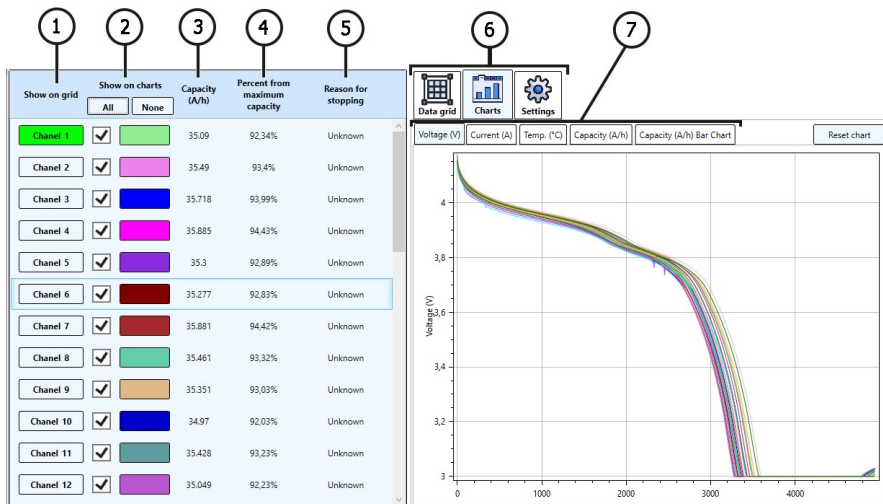 1 2 3 4 5 6 7
Show on grid
Show on charts
All None
Capacity
(A/h)
Percent from
maximum
capacity
Reason for
stopping
Chanel 1 35.09 92,34% Unknown
Chanel 2 35.49 93,4% Unknown
Chanel 3 35.718 93,99% Unknown
Chanel 4 35.885 94,43% Unknown
Chanel 5 35.3 92,89% Unknown
Chanel 6 35.277 92,83% Unknown
Chanel 7 35.881 94,42% Unknown
Chanel 8 35.461 93,32% Unknown
Chanel 9 35.351 93,03% Unknown
Chanel 10 34.97 92,03% Unknown
Chanel 11 35.428 93,23% Unknown
Chanel 12 35.049 92,23% Unknown
Data grid Charts Settings
Voltage (V) Current (A) Temp. (°C) Capacity (A/h) Capacity (A/h) Bar Chart Reset chart
Voltage (V)
4
3,8
3,6
3,4
3,2
3
0 1000 2000 3000 4000